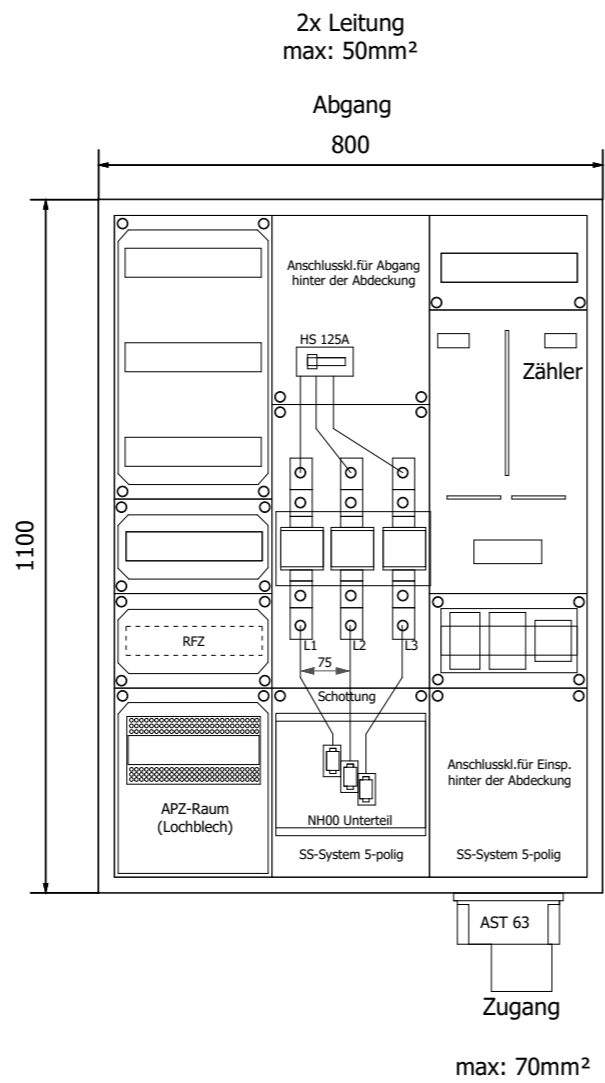 2x Leitung
max: 50mm²
Abgang
800
1100
Anschlusskl.für Abgang
hinter der Abdeckung
HS 125A
Zähler
RFZ
L1
L2
L3
75
Schottung
APZ-Raum
(Lochblech)
NH00 Unterteil
SS-System 5-polig
Anschlusskl.für Einsp.
hinter der Abdeckung
SS-System 5-polig
AST 63
Zugang
max: 70mm²